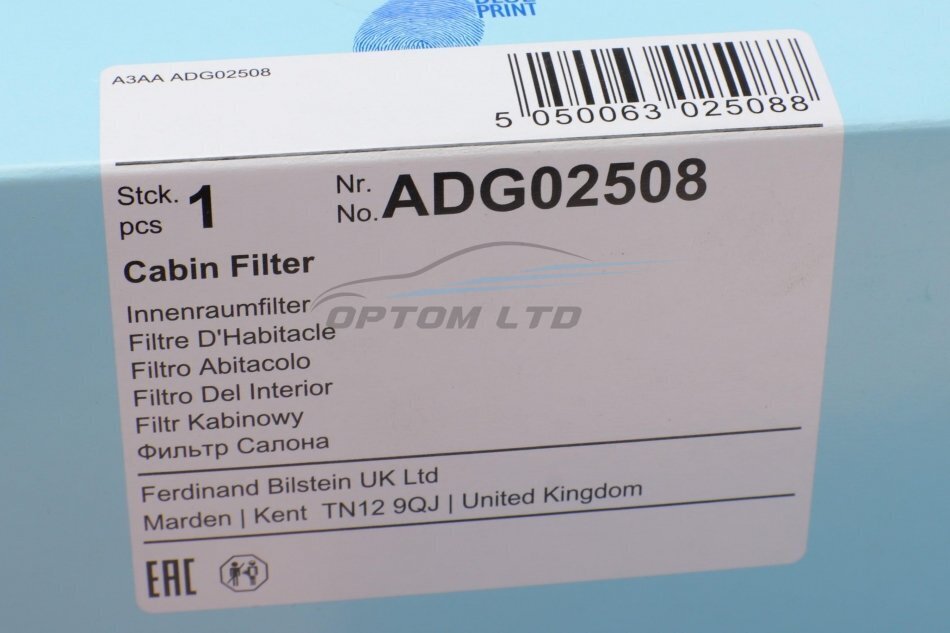 BLUE
PRINT
A3AA ADG02508
5 050063 025088
Stck.
pcs
1
Nr.
No.
ADG02508
Cabin Filter
Innenraumfilter
Filtre D'Habitacle
Filtro Abitacolo
Filtro Del Interior
Filtr Kabinowy
Фильтр Салона
OPTOM LTD
Ferdinand Bilstein UK Ltd
Marden | Kent TN12 9QJ | United Kingdom
EAC